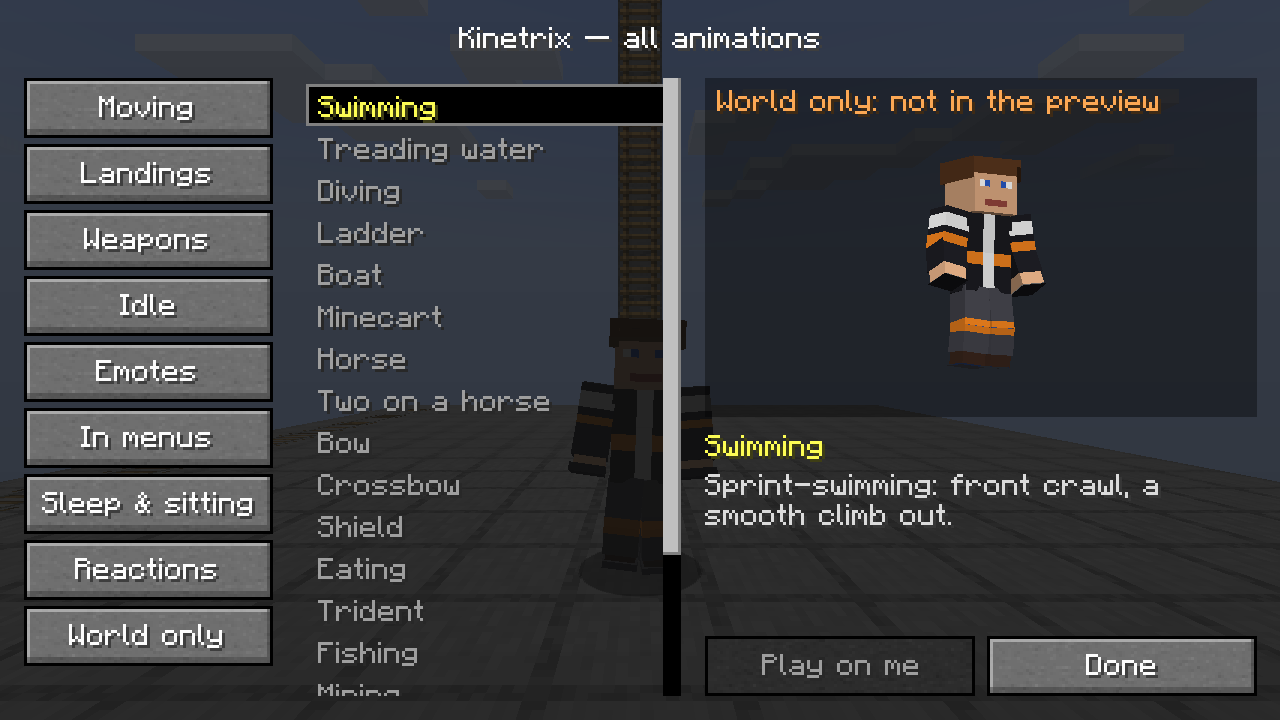 Kinetrix — all animations
Moving
Landings
Weapons
Idle
Emotes
In menus
Sleep & sitting
Reactions
World only
Swimming
Treading water
Diving
Ladder
Boat
Minecart
Horse
Two on a horse
Bow
Crossbow
Shield
Eating
Trident
Fishing
Mining
World only: not in the preview
Swimming
Sprint-swimming: front crawl, a
smooth climb out.
Play on me
Done